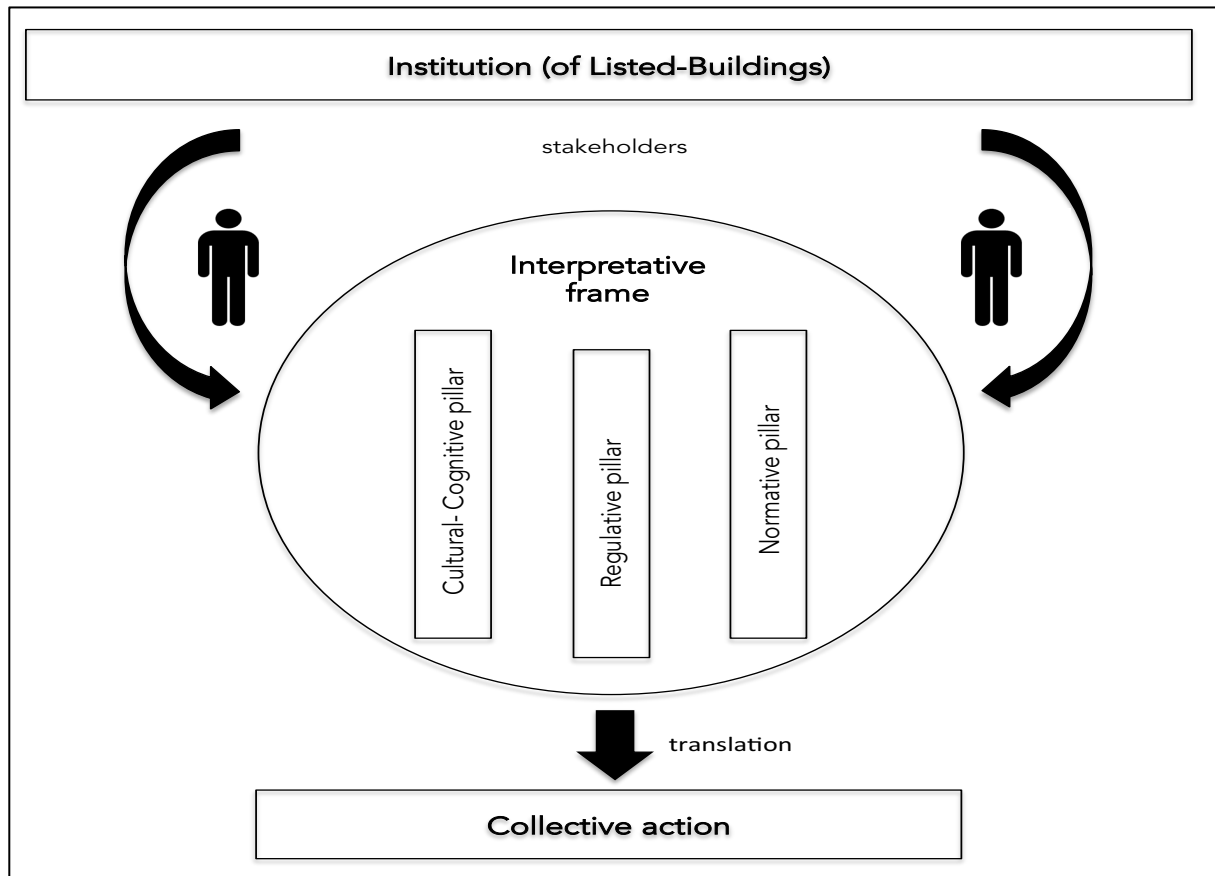 Institution (of Listed-Buildings)
stakeholders
Interpretative
frame
Cultural- Cognitive pillar
Regulative pillar
Normative pillar
translation
Collective action